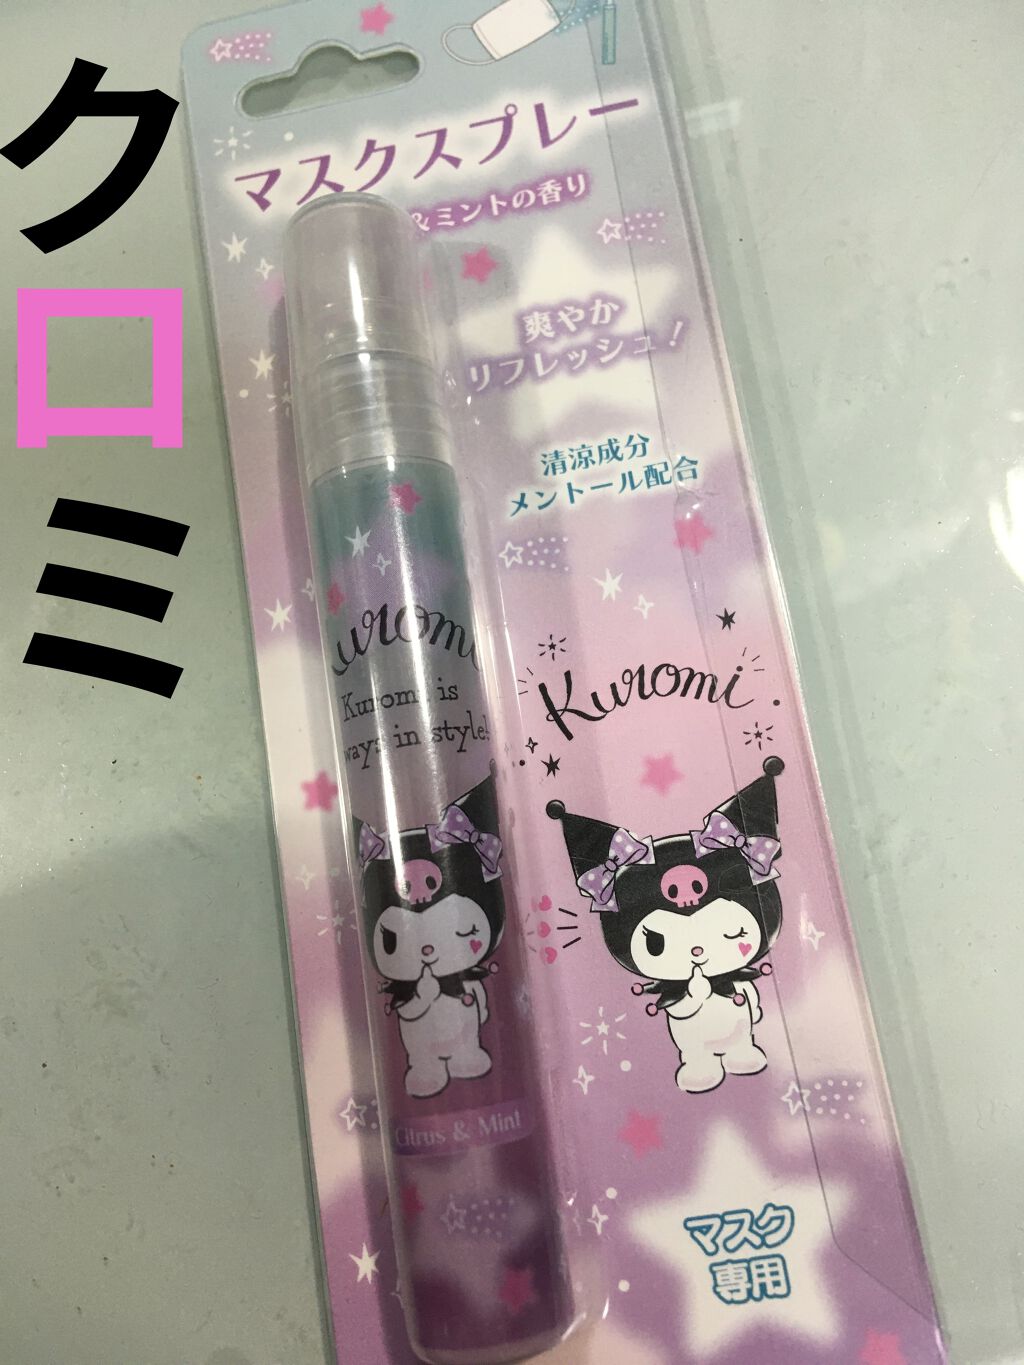 クロミ
マスクスプレー
&ミントの香り
爽やか
リフレッシュ!
清涼成分
メントール配合
uromi
Kuromi is
ways in style!
Kuromi
Citrus & Mint
マスク
専用